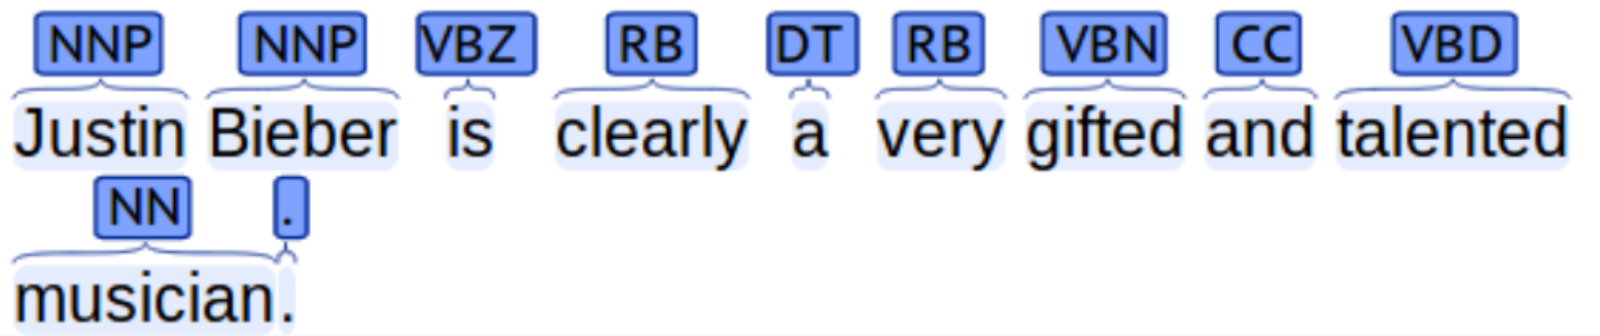 NNP NNP VBZ RB DT RB VBN CC VBD
Justin Bieber is clearly a very gifted and talented
NN .
musician.